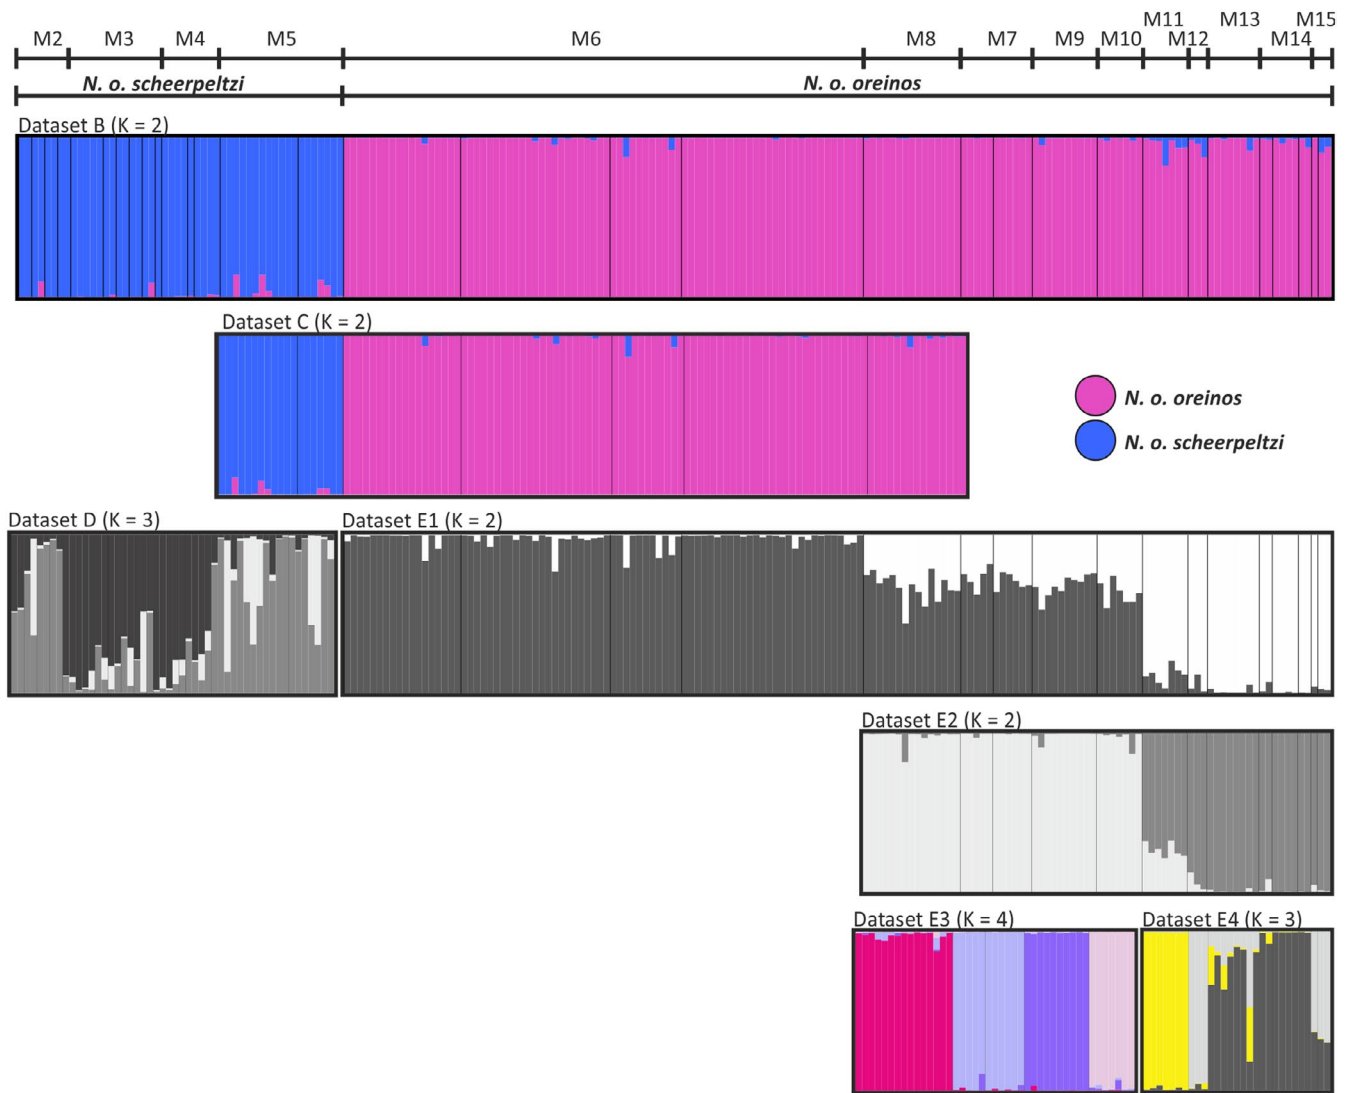 M11 M13 M15
M2 M3 M4 M5 M6 M8 M7 M9 M10 M12 M14
N. o. scheerpeltzi N. o. oreinos
Dataset B (K = 2)
Dataset C (K = 2)
N. o. oreinos
N. o. scheerpeltzi
Dataset D (K = 3) Dataset E1 (K = 2)
Dataset E2 (K = 2)
Dataset E3 (K = 4) Dataset E4 (K = 3)